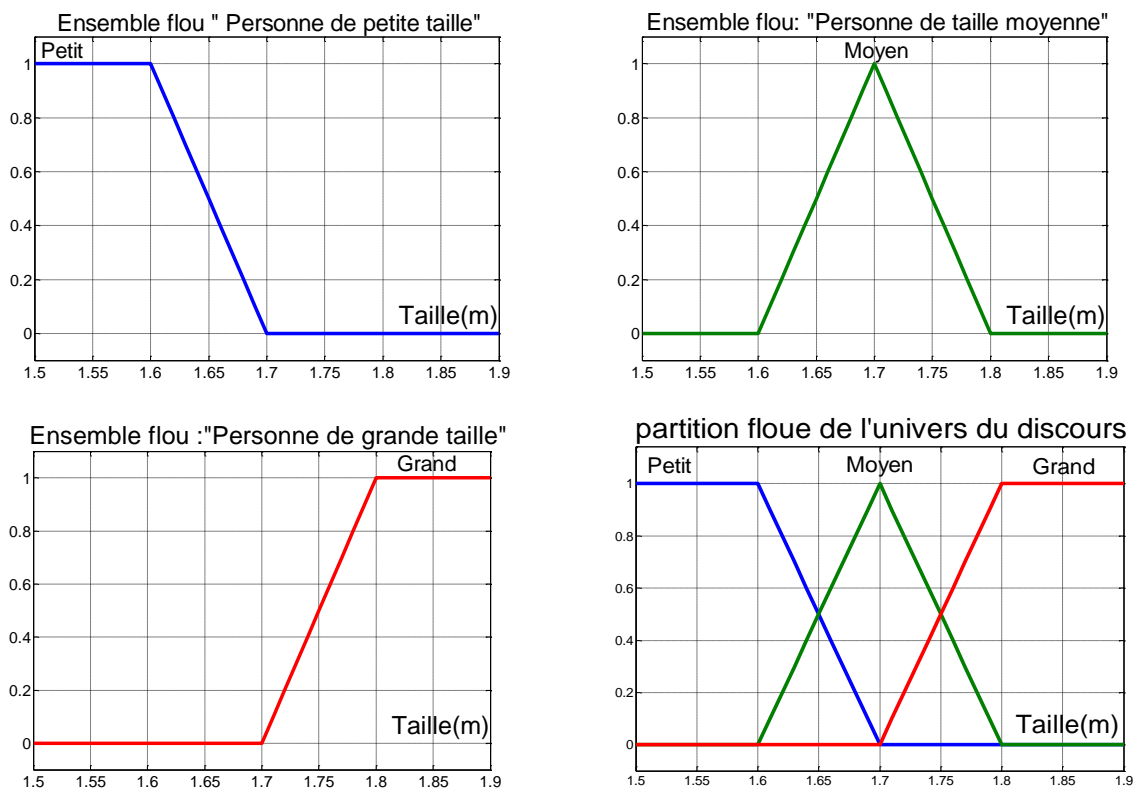 Ensemble flou " Personne de petite taille"
Petit
1
0.8
0.6
0.4
0.2
0
Taille(m)
1.5 1.55 1.6 1.65 1.7 1.75 1.8 1.85 1.9
Ensemble flou: "Personne de taille moyenne"
Moyen
1
0.8
0.6
0.4
0.2
0
Taille(m)
1.5 1.55 1.6 1.65 1.7 1.75 1.8 1.85 1.9
Ensemble flou :"Personne de grande taille"
Grand
1
0.8
0.6
0.4
0.2
0
Taille(m)
1.5 1.55 1.6 1.65 1.7 1.75 1.8 1.85 1.9
partition floue de l'univers du discours
Petit Moyen Grand
1
0.8
0.6
0.4
0.2
0
Taille(m)
1.5 1.55 1.6 1.65 1.7 1.75 1.8 1.85 1.9